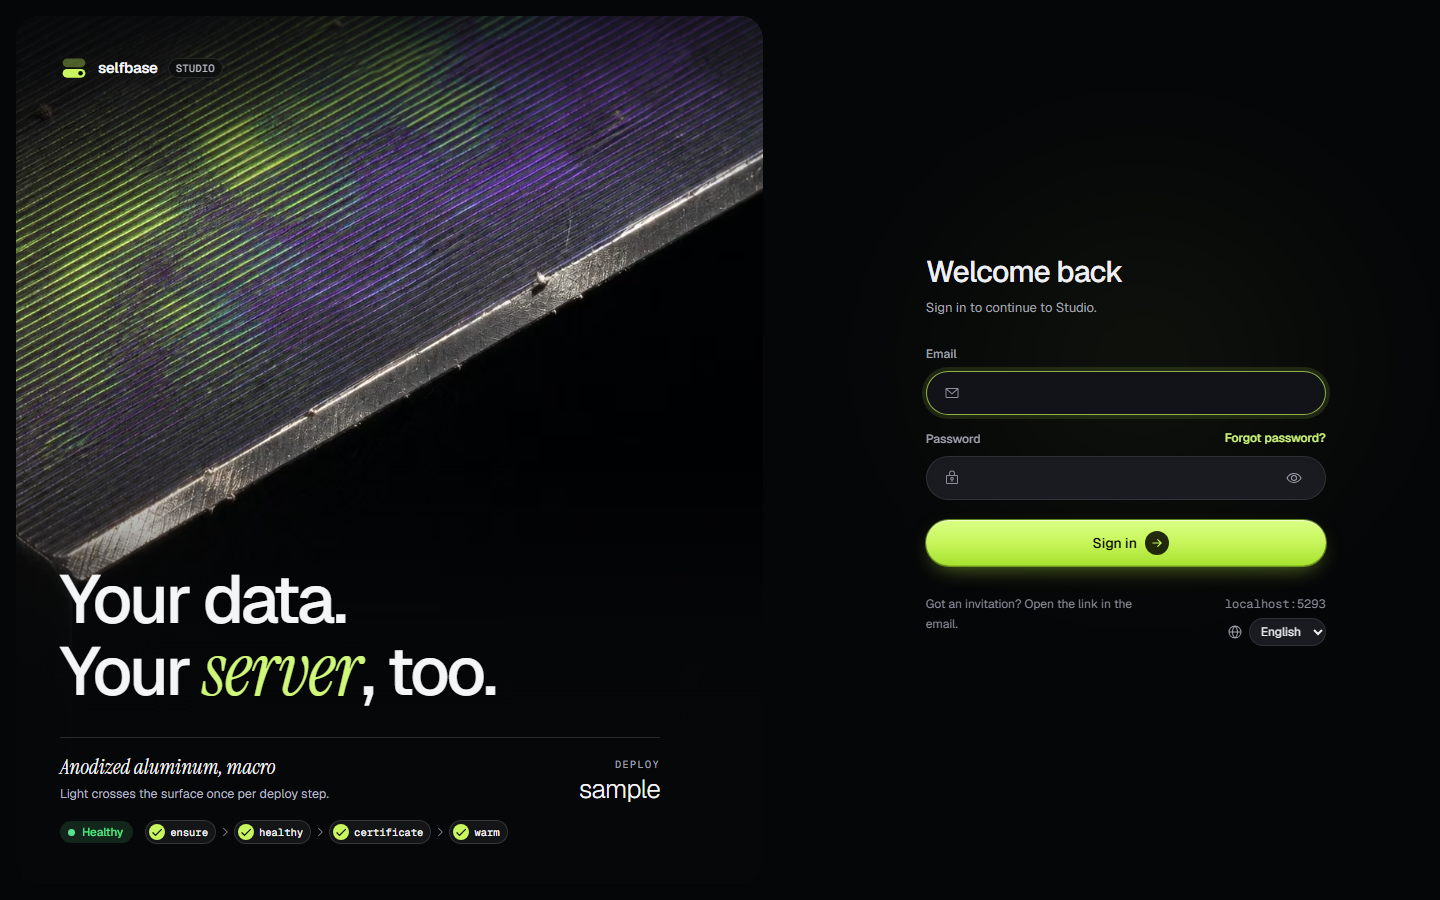 selfbase STUDIO
Your data.
Your server, too.
Anodized aluminum, macro
Light crosses the surface once per deploy step.
DEPLOY
sample
Healthy ensure healthy certificate warm
Welcome back
Sign in to continue to Studio.
Email
Password Forgot password?
Sign in
Got an invitation? Open the link in the
email.
localhost:5293
English